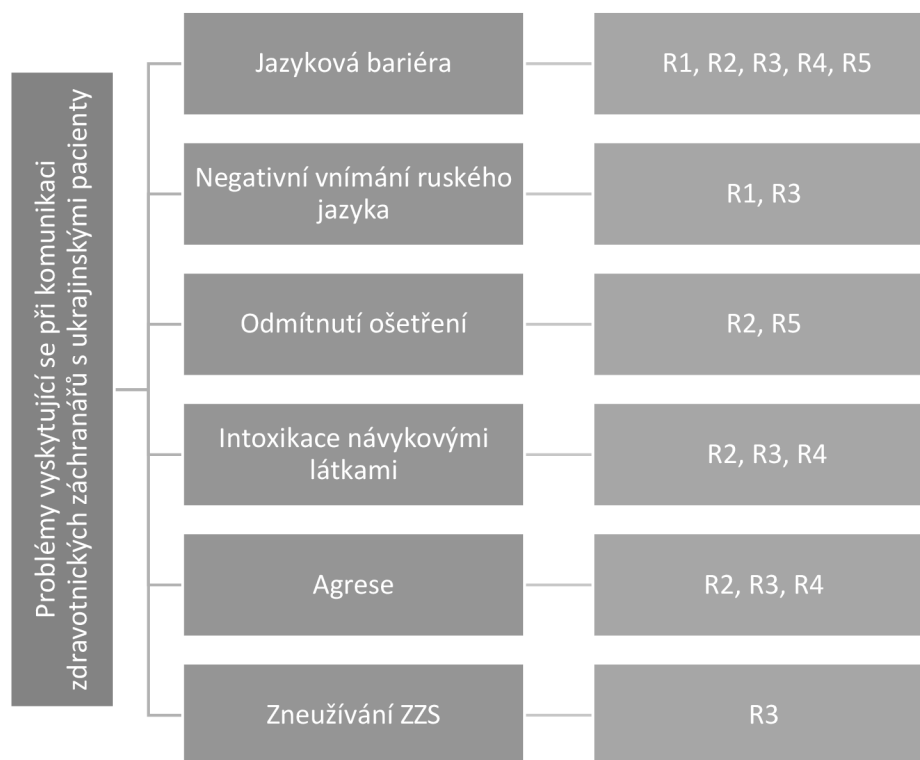 Problémy vyskytující se při komunikaci
zdravotnických záchranářů s ukrajinskými pacienty
Jazyková bariéra
R1, R2, R3, R4, R5
Negativní vnímání ruského
jazyka
R1, R3
Odmítnutí ošetření
R2, R5
Intoxikace návykovými
látkami
R2, R3, R4
Agrese
R2, R3, R4
Zneužívání ZZS
R3